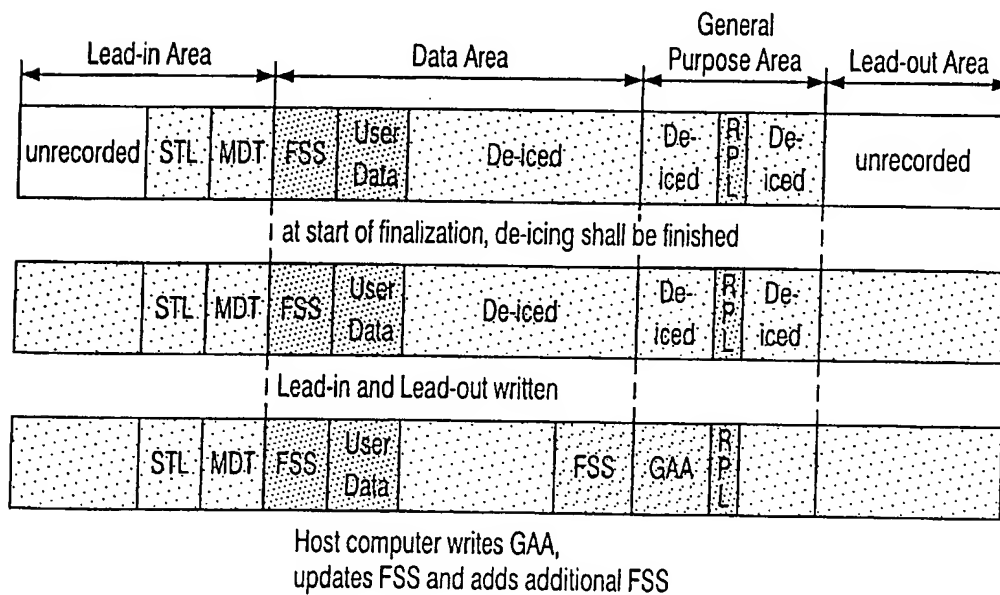 General
Lead-in Area Data Area Purpose Area Lead-out Area
unrecorded STL MDT FSS User Data De-iced De-iced RPL De-iced unrecorded
at start of finalization, de-icing shall be finished
STL MDT FSS User Data De-iced De-iced RPL De-iced
Lead-in and Lead-out written
STL MDT FSS User Data FSS GAA RPL
Host computer writes GAA,
updates FSS and adds additional FSS